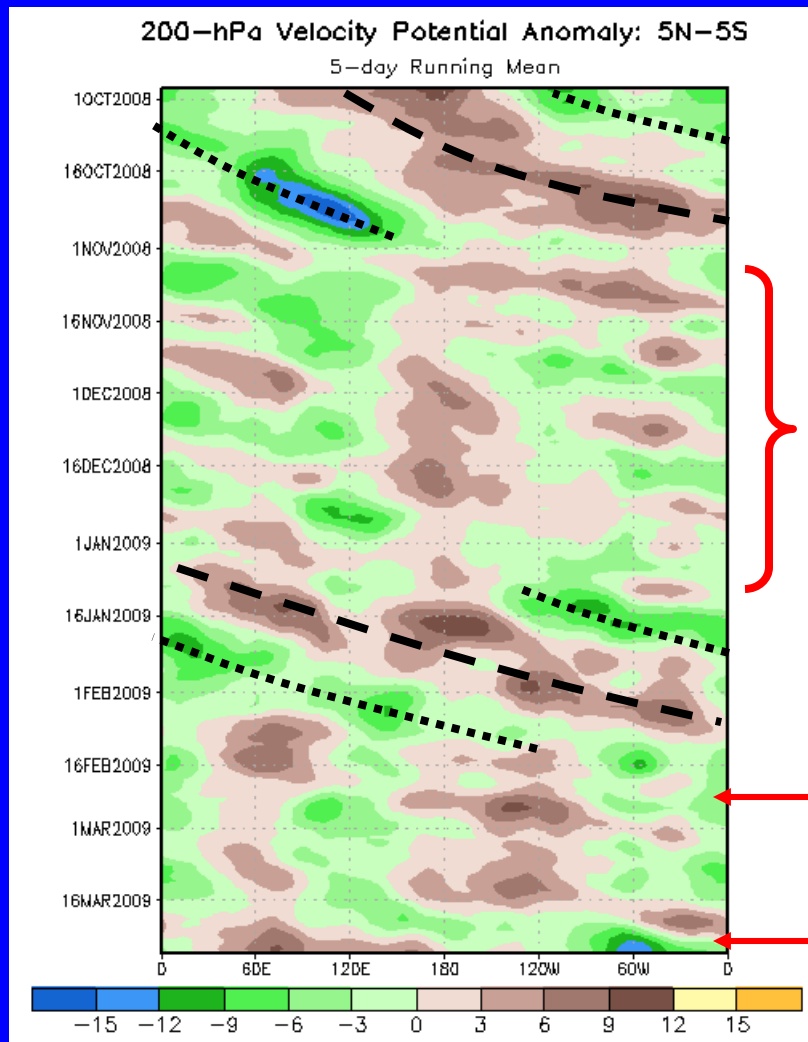 200-hPa Velocity Potential Anomaly: 5N-5S
5-day Running Mean
1OCT2008
16OCT2008
1NOV2008
16NOV2008
1DEC2008
16DEC2008
1JAN2009
16JAN2009
1FEB2009
16FEB2009
1MAR2009
16MAR2009
0 60E 120E 180 120W 60W 0
-15 -12 -9 -6 -3 0 3 6 9 12 15